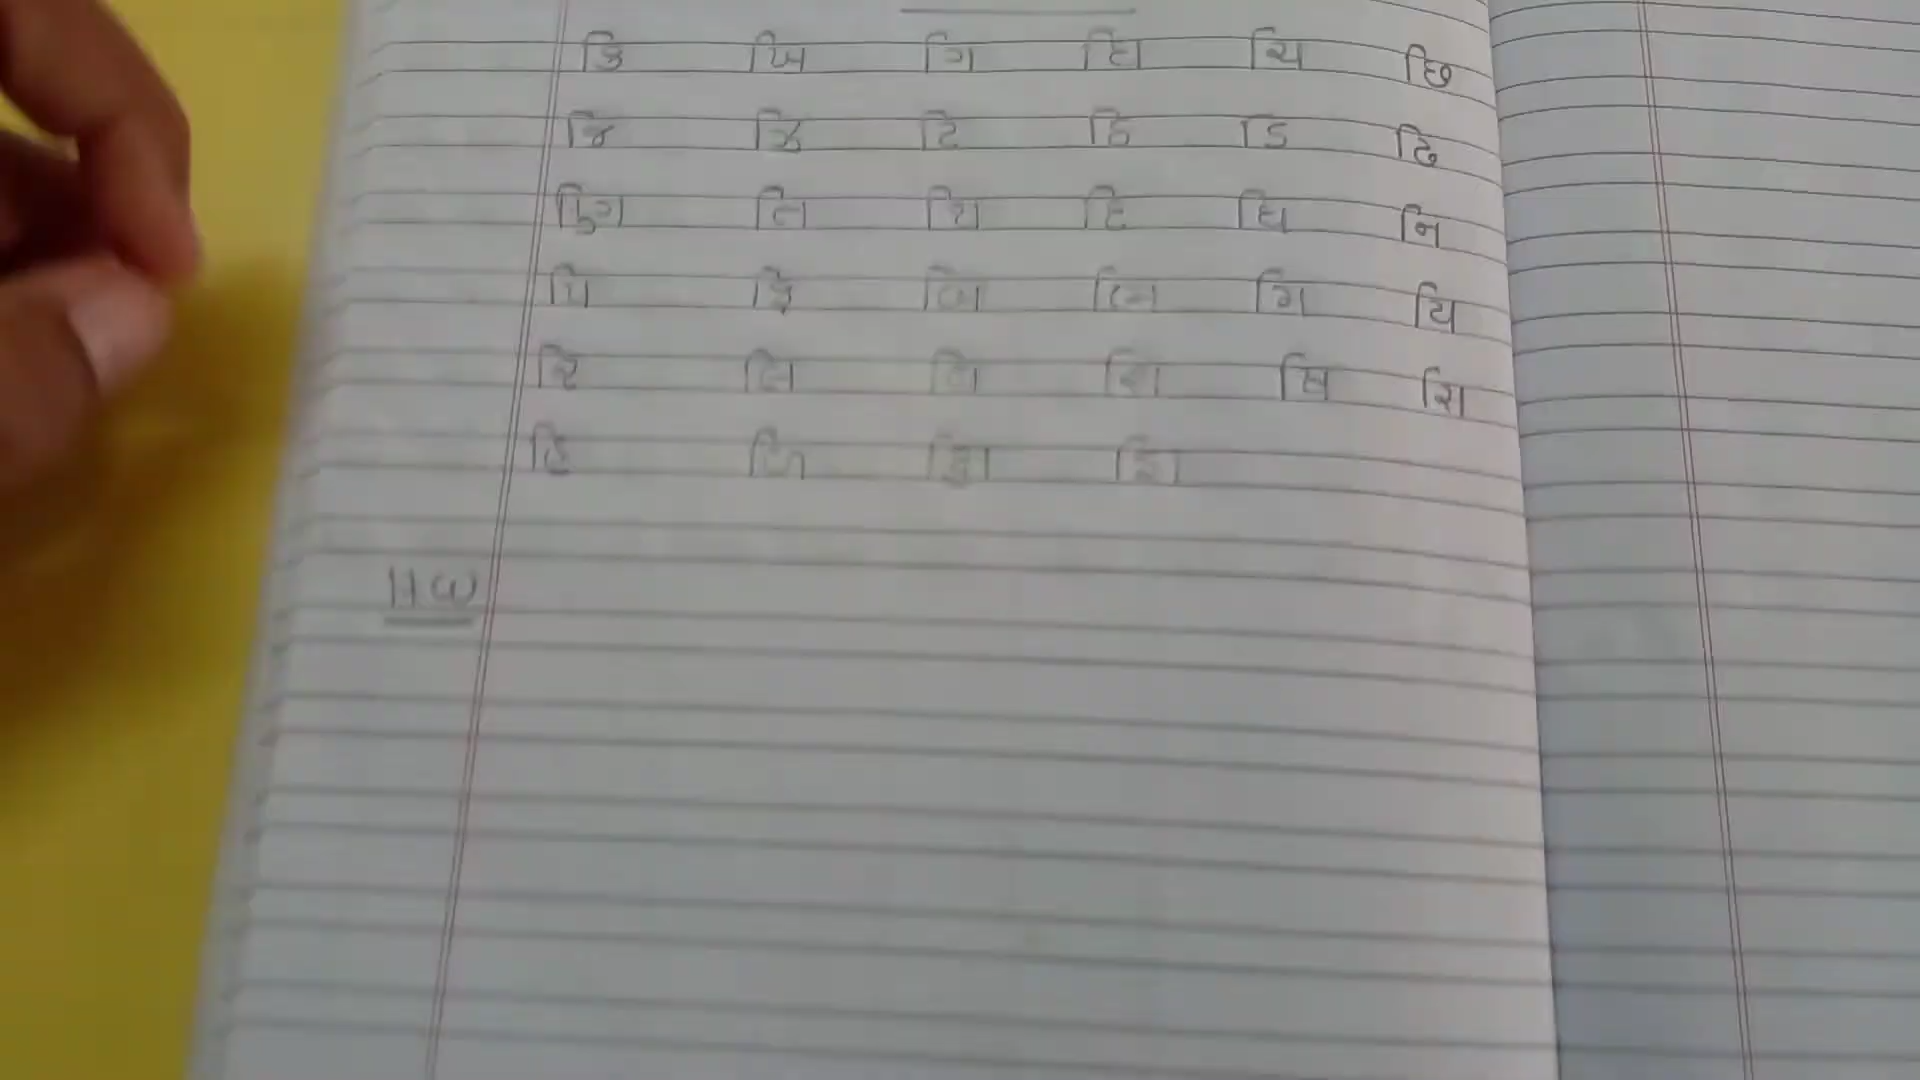 કિ ખિ ગિ ઘિ ચિ છિ
જિ ઝિ ટિ ઠિ ડિ ઢિ
ણિ તિ થિ દિ ધિ નિ
પિ ફિ બિ ભિ મિ યિ
રિ લિ વિ શિ ષિ સિ
હિ ળિ ક્ષિ જ્ઞિ
HW